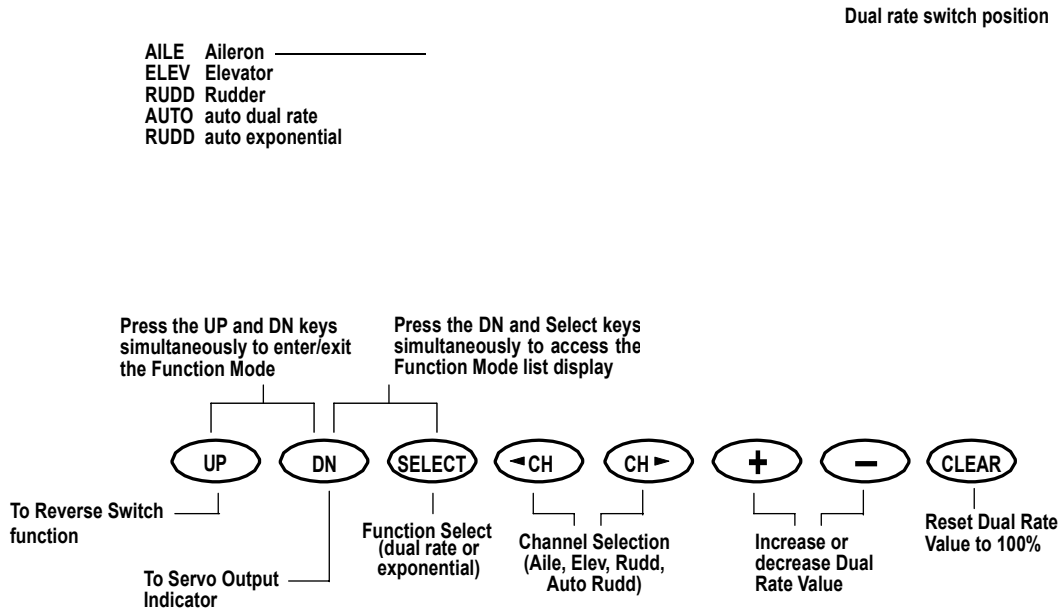 Dual rate switch position
AILE Aileron
ELEV Elevator
RUDD Rudder
AUTO auto dual rate
RUDD auto exponential
Press the UP and DN keys
simultaneously to enter/exit
the Function Mode
Press the DN and Select keys
simultaneously to access the
Function Mode list display
UP
DN
SELECT
◄CH
CH►
+
−
CLEAR
To Reverse Switch
function
To Servo Output
Indicator
Function Select
(dual rate or
exponential)
Channel Selection
(Aile, Elev, Rudd,
Auto Rudd)
Increase or
decrease Dual
Rate Value
Reset Dual Rate
Value to 100%